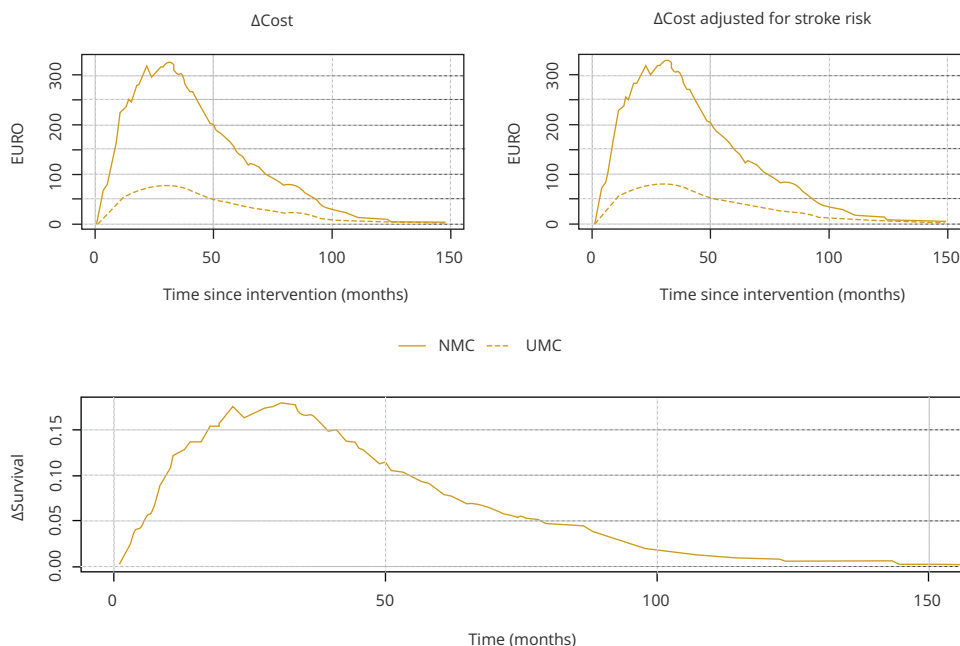 ΔCost
ΔCost adjusted for stroke risk
EURO
0
100
200
300
0
50
100
150
Time since intervention (months)
EURO
0
100
200
300
0
50
100
150
Time since intervention (months)
NMC
UMC
ΔSurvival
0.00
0.05
0.10
0.15
0
50
100
150
Time (months)